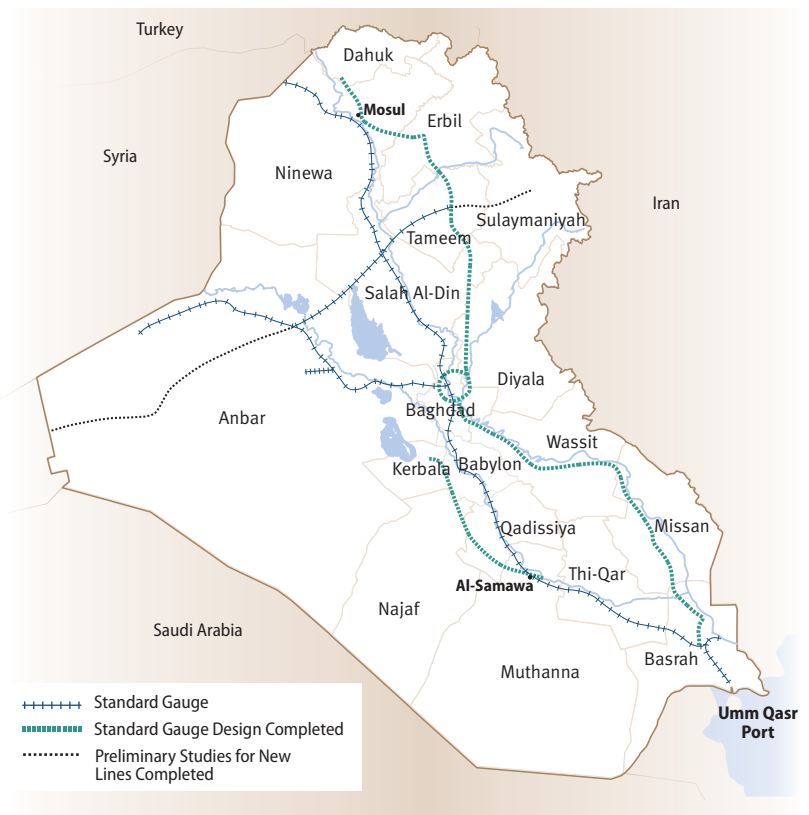 Turkey
Dahuk
Mosul
Erbil
Syria
Ninewa
Iran
Sulaymaniyah
Tameem
Salah Al-Din
Diyala
Baghdad
Anbar
Wassit
Kerbala
Babylon
Qadissiya
Missan
Al-Samawa
Thi-Qar
Najaf
Saudi Arabia
Basrah
Muthanna
Umm Qasr
Port
Standard Gauge
Standard Gauge Design Completed
Preliminary Studies for New
Lines Completed